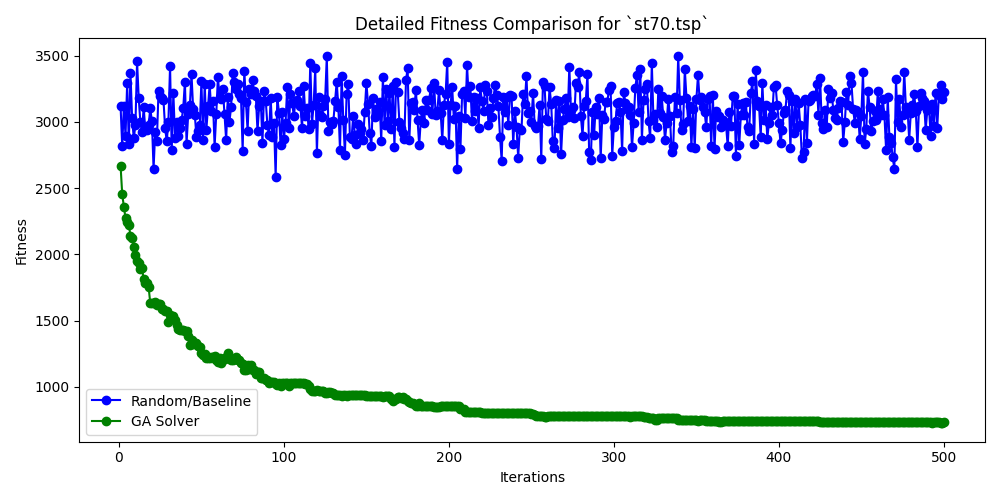 Detailed Fitness Comparison for `st70.tsp`
3500
3000
2500
2000
1500
1000
Fitness
Random/Baseline
GA Solver
0 100 200 300 400 500
Iterations